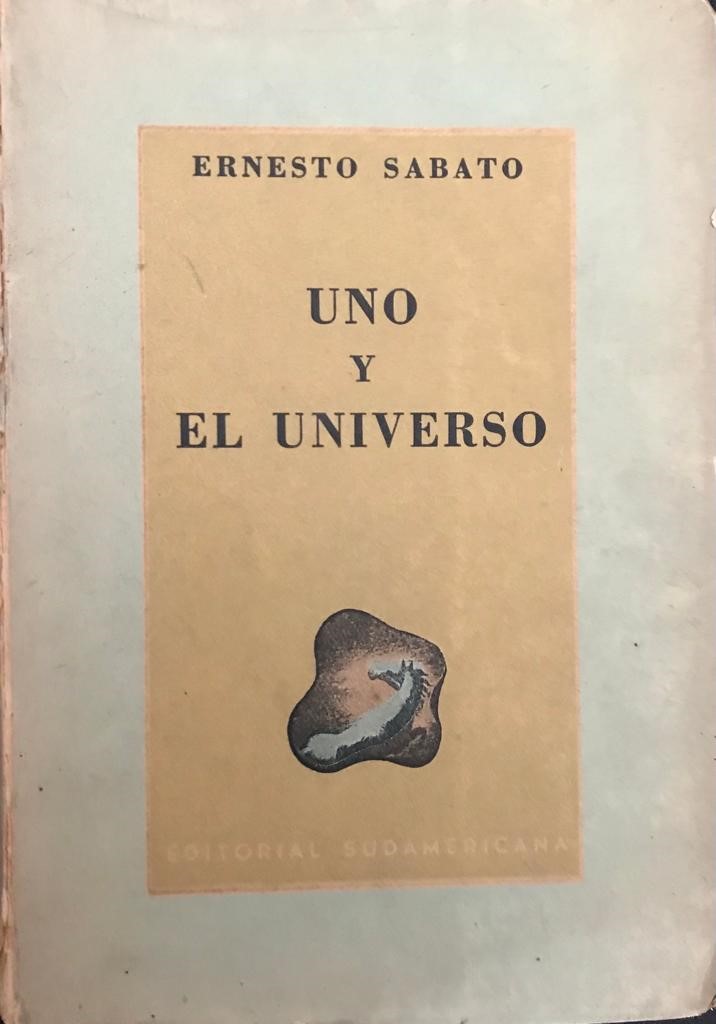 ERNESTO SABATO
UNO
Y
EL UNIVERSO
EDITORIAL SUDAMERICANA